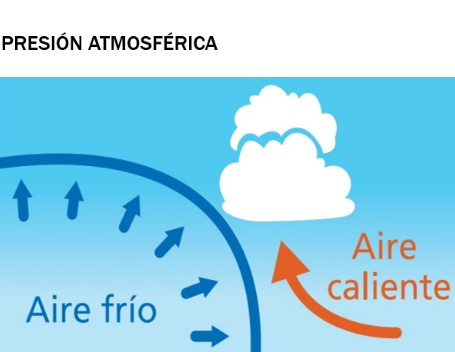 PRESIÓN ATMOSFÉRICA
Aire
caliente
Aire frío